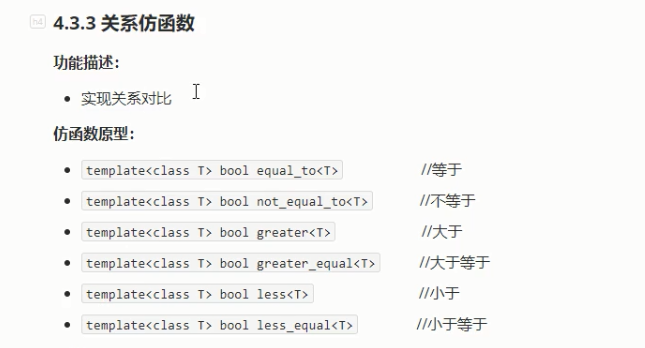 h4 4.3.3 关系仿函数
功能描述：
实现关系对比
仿函数原型：
template<class T> bool equal_to<T> //等于
template<class T> bool not_equal_to<T> //不等于
template<class T> bool greater<T> //大于
template<class T> bool greater_equal<T> //大于等于
template<class T> bool less<T> //小于
template<class T> bool less_equal<T> //小于等于